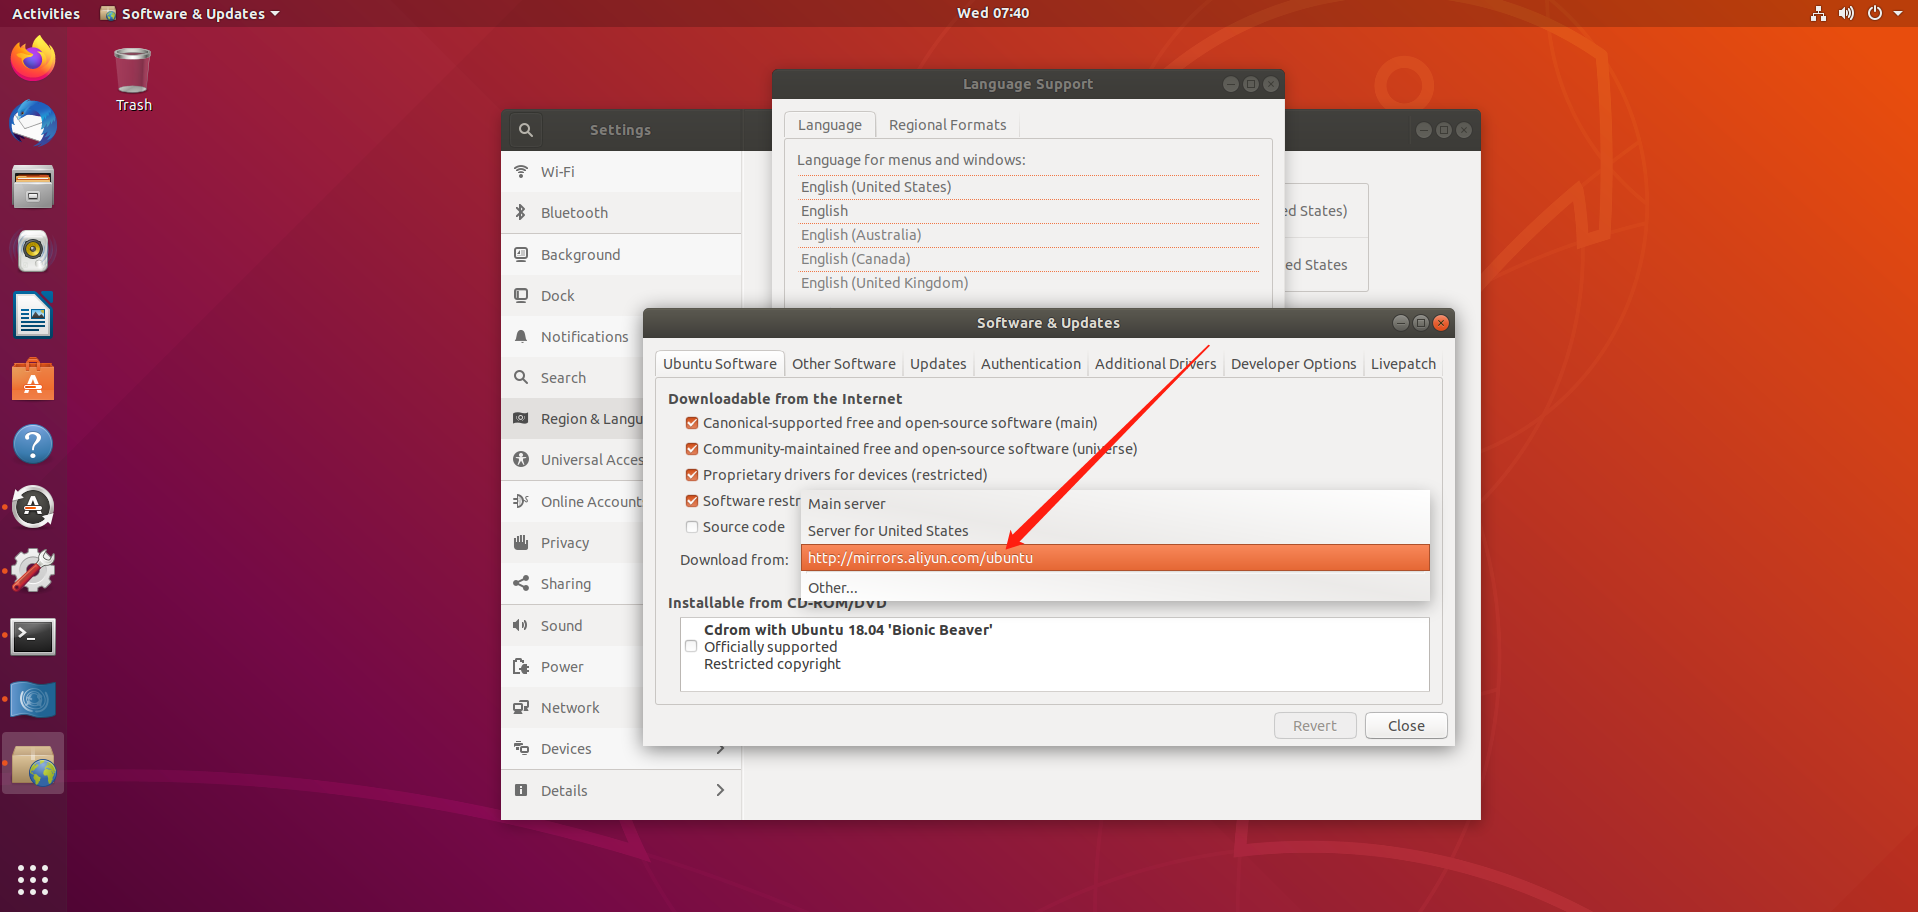 Activities
Software & Updates
Wed 07:40
Trash
Language Support
Language
Regional Formats
Language for menus and windows:
English (United States)
English
English (Australia)
English (Canada)
English (United Kingdom)
Settings
Wi-Fi
Bluetooth
Background
Dock
Notifications
Search
Region & Langu
Universal Acces
Online Account
Privacy
Sharing
Sound
Power
Network
Devices
Details
ed States)
ed States
Software & Updates
Ubuntu Software
Other Software
Updates
Authentication
Additional Drivers
Developer Options
Livepatch
Downloadable from the Internet
Canonical-supported free and open-source software (main)
Community-maintained free and open-source software (universe)
Proprietary drivers for devices (restricted)
Software restr
Source code
Download from:
Main server
Server for United States
http://mirrors.aliyun.com/ubuntu
Other...
Installable from CD-ROM/DVD
Cdrom with Ubuntu 18.04 'Bionic Beaver'
Officially supported
Restricted copyright
Revert
Close